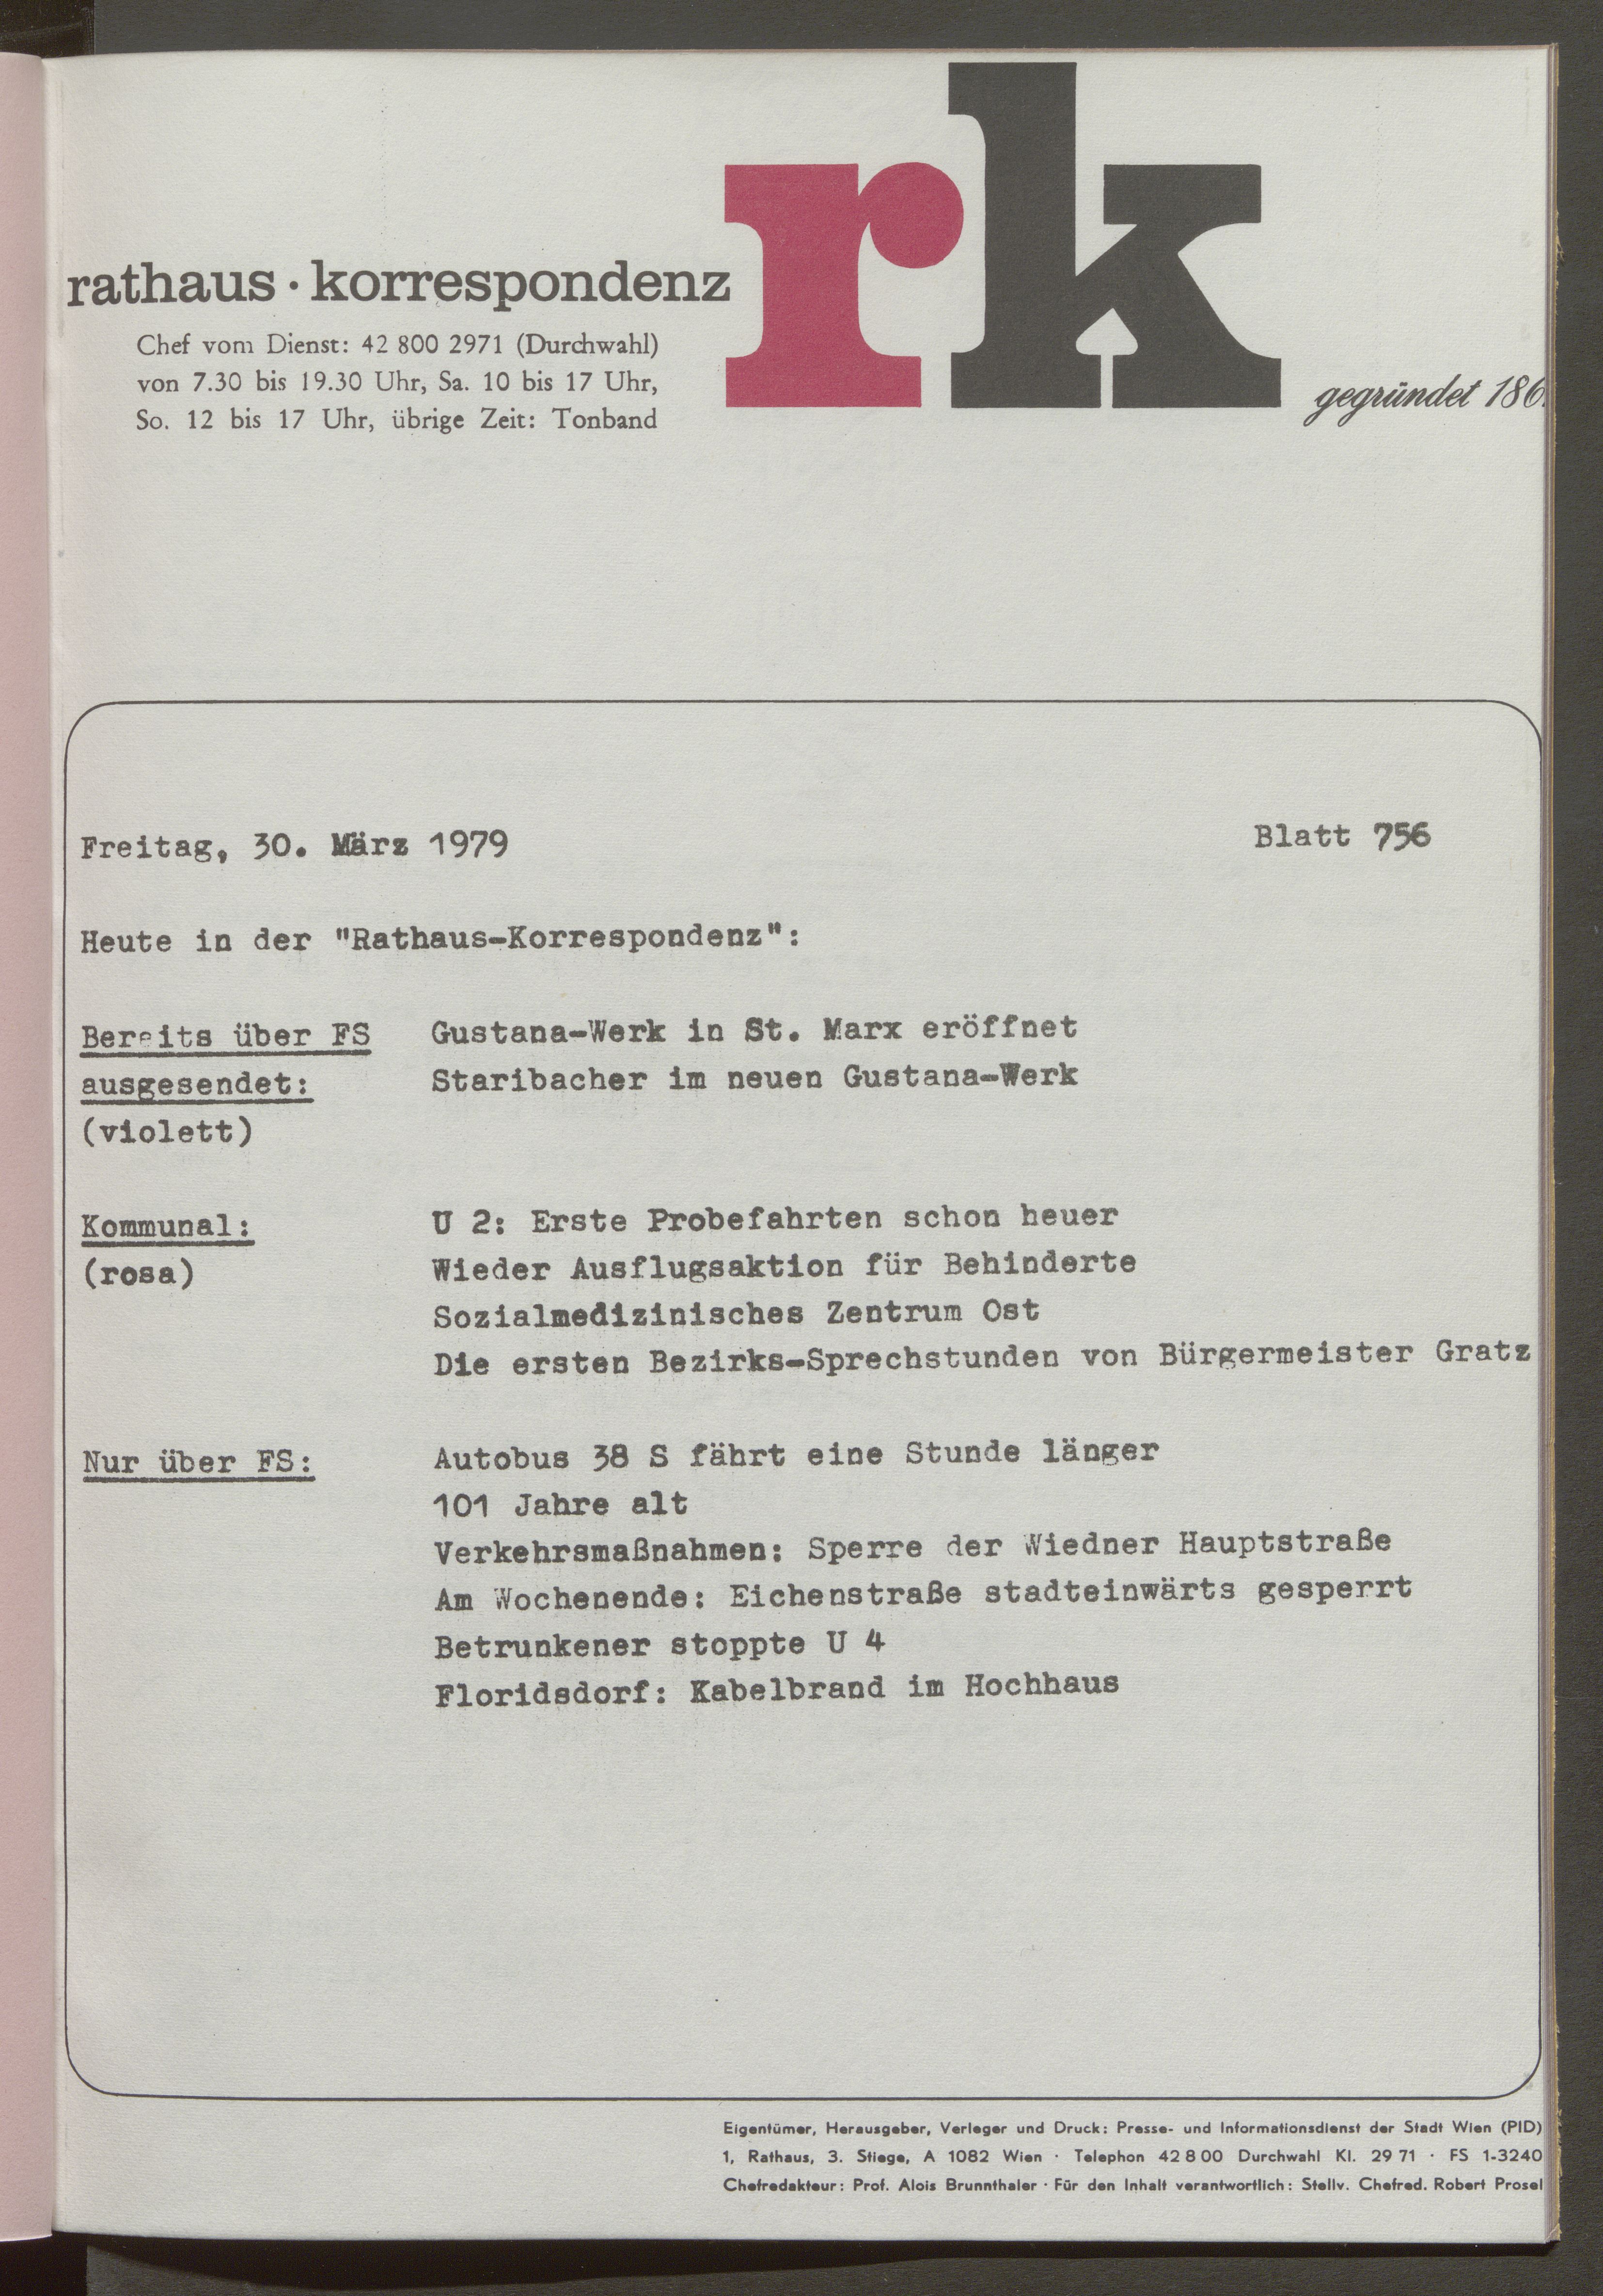 rk
rathaus · korrespondenz
Chef vom Dienst: 42 800 2971 (Durchwahl)
von 7.30 bis 19.30 Uhr, Sa. 10 bis 17 Uhr,
So. 12 bis 17 Uhr, übrige Zeit: Tonband
gegründet 186
Freitag, 30. März 1979 Blatt 756
Heute in der "Rathaus-Korrespondenz":
Bereits über FS Gustana-Werk in St. Marx eröffnet
ausgesendet: Staribacher im neuen Gustana-Werk
(violett)
Kommunal: U 2: Erste Probefahrten schon heuer
(rosa) Wieder Ausflugsaktion für Behinderte
Sozialmedizinisches Zentrum Ost
Die ersten Bezirks-Sprechstunden von Bürgermeister Gratz
Nur über FS: Autobus 38 S fährt eine Stunde länger
101 Jahre alt
Verkehrsmaßnahmen: Sperre der Wiedner Hauptstraße
Am Wochenende: Eichenstraße stadteinwärts gesperrt
Betrunkener stoppte U 4
Floridsdorf: Kabelbrand im Hochhaus
Eigentümer, Herausgeber, Verleger und Druck: Presse- und Informationsdienst der Stadt Wien (PID)
1, Rathaus, 3. Stiege, A 1082 Wien · Telephon 42 8 00 Durchwahl Kl. 29 71 · FS 1-3240
Chefredakteur: Prof. Alois Brunnthaler · Für den Inhalt verantwortlich: Stellv. Chefred. Robert Prosel